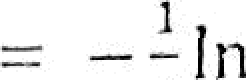 = - 1 ln